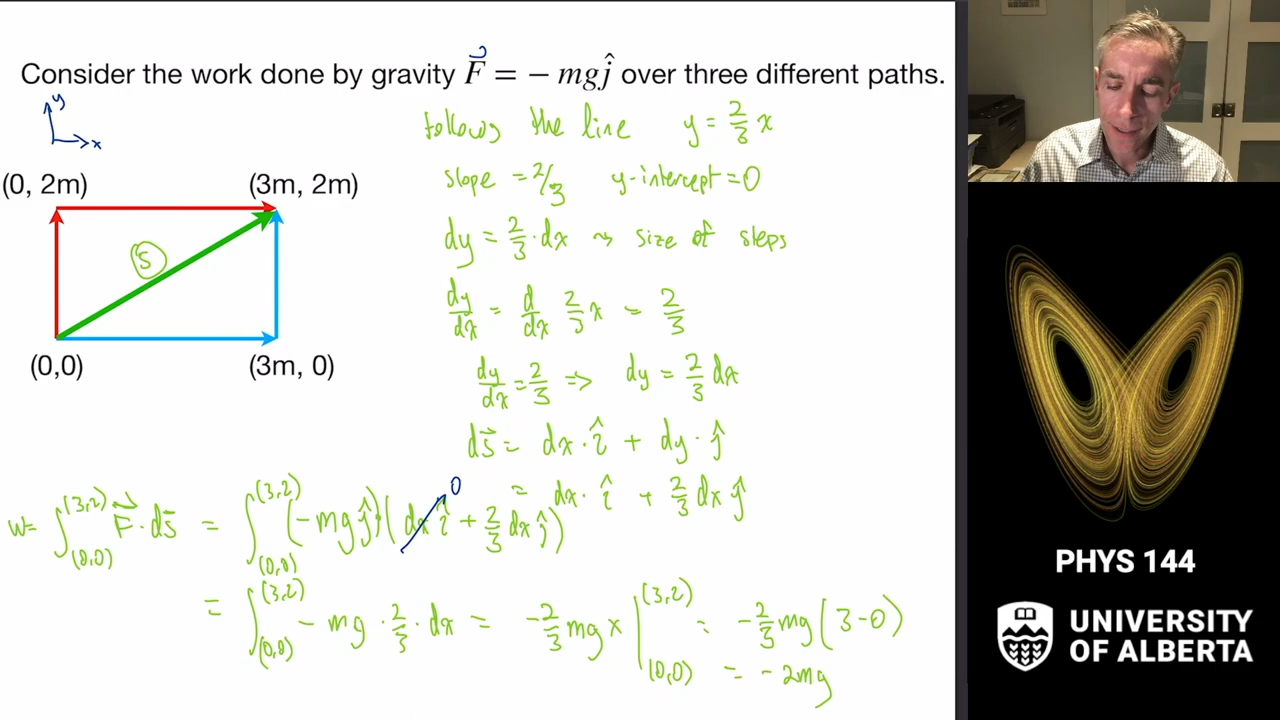 Consider the work done by gravity F⃗ = − mgĵ over three different paths.
y
x
follows the line y = 2/3 x
(0, 2m) (3m, 2m)
slope = 2/3 y-intercept = 0
S
dy = 2/3 · dx ~> size of steps
dy/dx = d/dx 2/3 x = 2/3
(0,0) (3m, 0)
dy/dx = 2/3 => dy = 2/3 dx
ds⃗ = dx · î + dy · ĵ
= dx · î + 2/3 dx ĵ
W = ∫_(0,0)^(3,2) F⃗ · ds⃗ = ∫_(0,0)^(3,2) (−mg ĵ) · (dx î + 2/3 dx ĵ)
0
= ∫_(0,0)^(3,2) − mg · 2/3 · dx = −2/3 mg x |_(0,0)^(3,2) = −2/3 mg (3−0)
= −2mg
PHYS 144
UNIVERSITY
OF ALBERTA